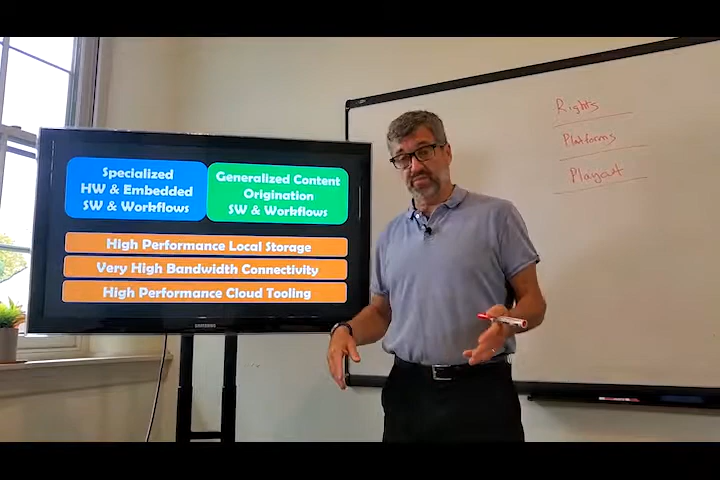 Specialized
HW & Embedded
SW & Workflows
Generalized Content
Origination
SW & Workflows
High Performance Local Storage
Very High Bandwidth Connectivity
High Performance Cloud Tooling
SAMSUNG
Rights
Platforms
Playout